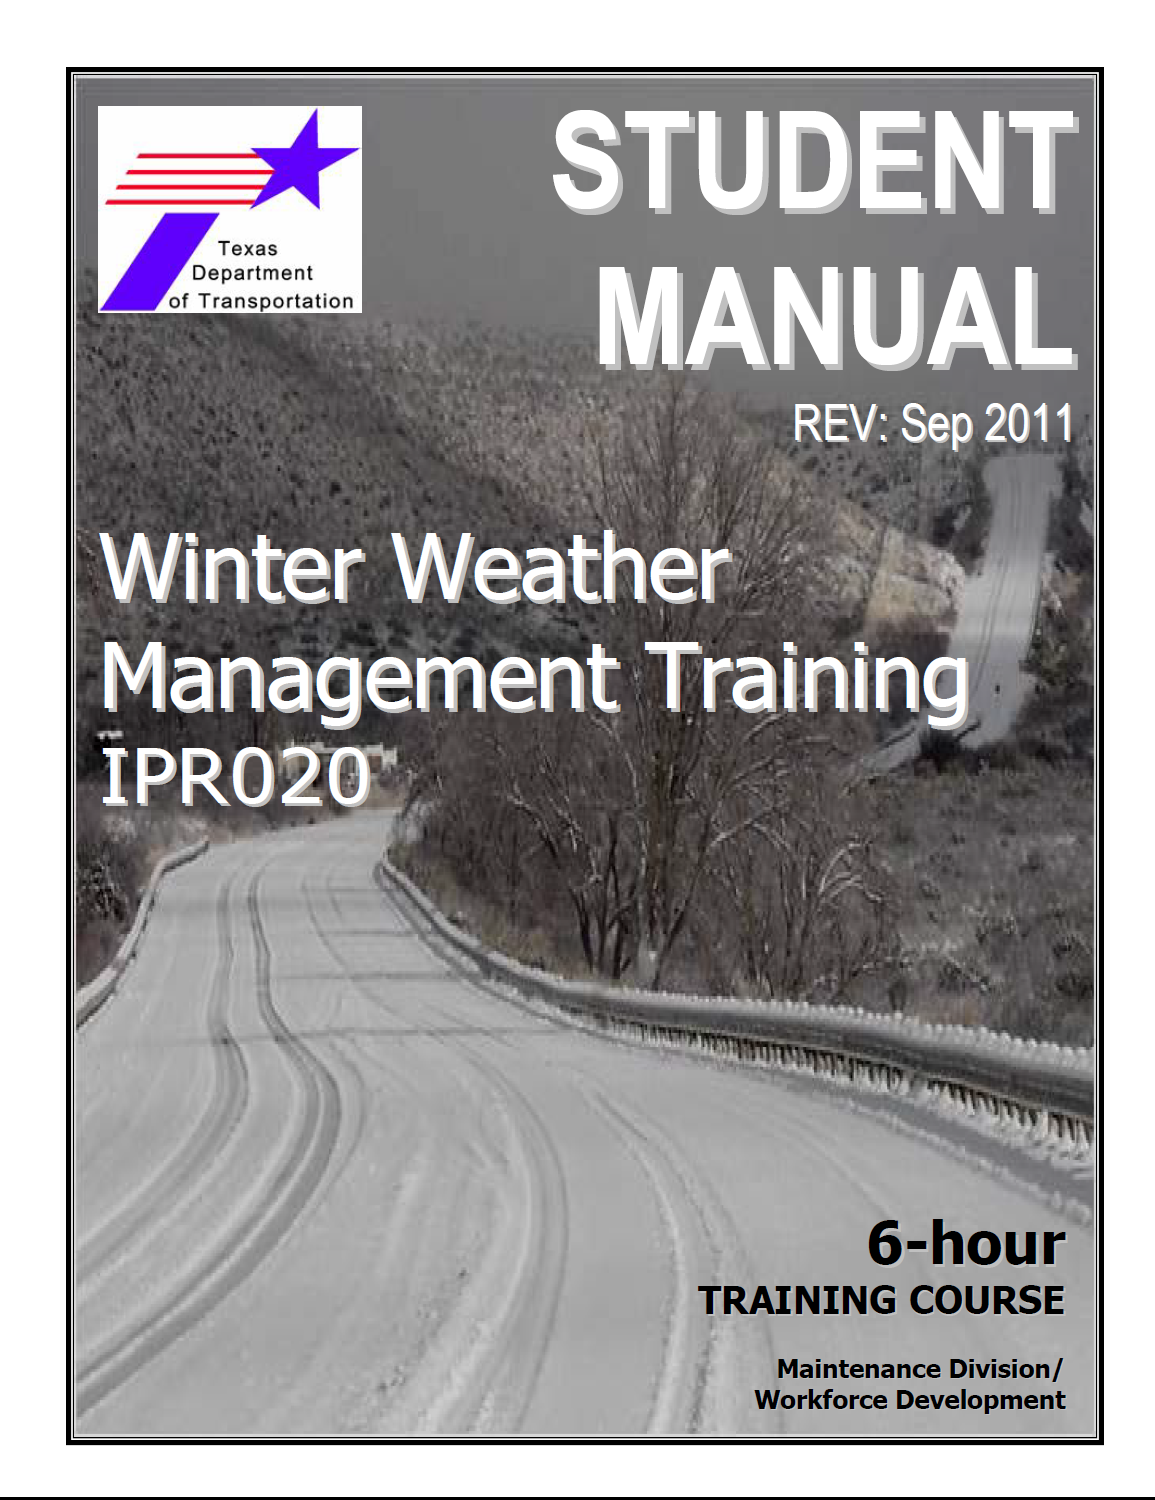 Texas
Department
of Transportation
STUDENT
MANUAL
REV: Sep 2011
Winter Weather
Management Training
IPR020
6-hour
TRAINING COURSE
Maintenance Division/
Workforce Development